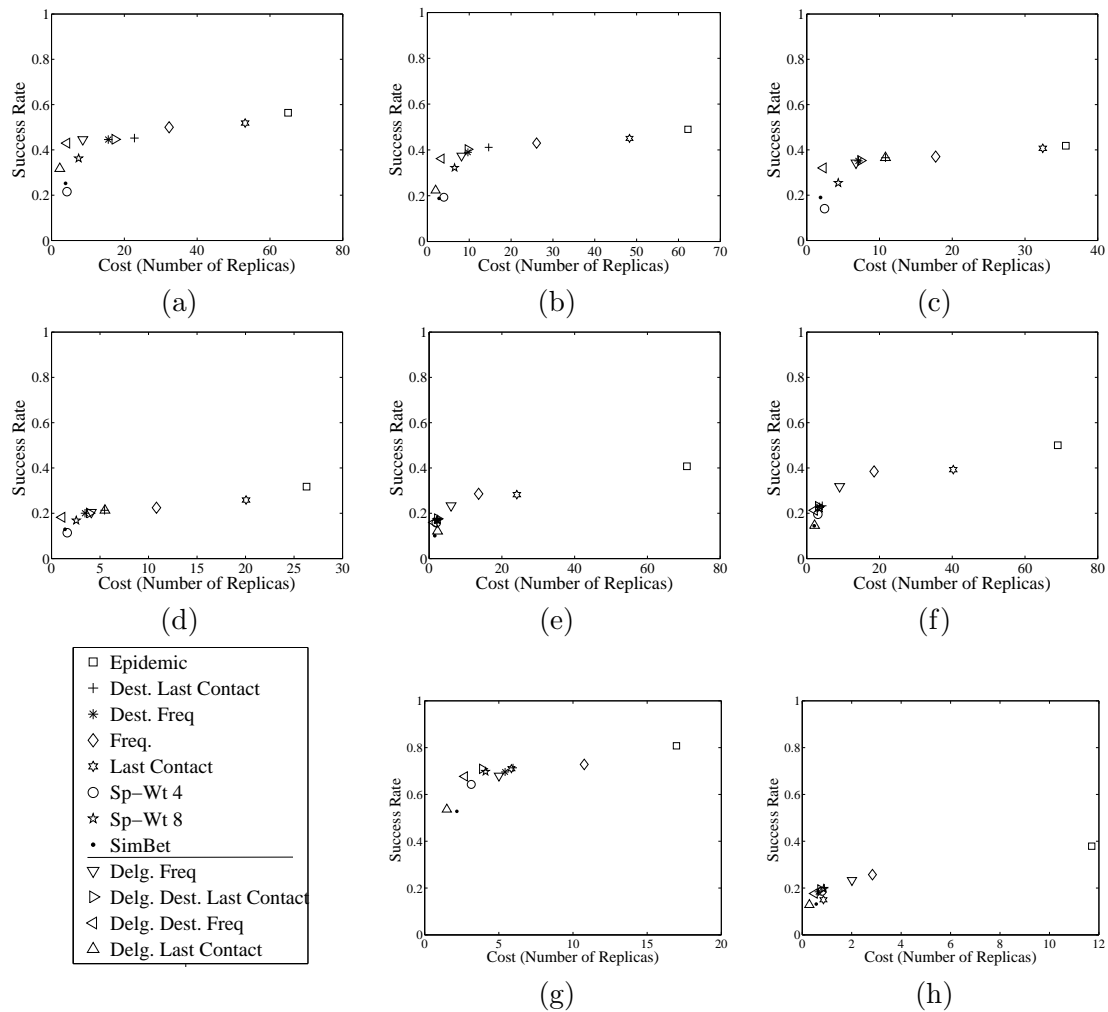 1
0.8
0.6
0.4
0.2
0
0 20 40 60 80
Success Rate
Cost (Number of Replicas)
(a)
1
0.8
0.6
0.4
0.2
0
0 10 20 30 40 50 60 70
Success Rate
Cost (Number of Replicas)
(b)
1
0.8
0.6
0.4
0.2
0
0 10 20 30 40
Success Rate
Cost (Number of Replicas)
(c)
1
0.8
0.6
0.4
0.2
0
0 5 10 15 20 25 30
Success Rate
Cost (Number of Replicas)
(d)
1
0.8
0.6
0.4
0.2
0
0 20 40 60 80
Success Rate
Cost (Number of Replicas)
(e)
1
0.8
0.6
0.4
0.2
0
0 20 40 60 80
Success Rate
Cost (Number of Replicas)
(f)
Epidemic
Dest. Last Contact
Dest. Freq
Freq.
Last Contact
Sp−Wt 4
Sp−Wt 8
SimBet
Delg. Freq
Delg. Dest. Last Contact
Delg. Dest. Freq
Delg. Last Contact
1
0.8
0.6
0.4
0.2
0
0 5 10 15 20
Success Rate
Cost (Number of Replicas)
(g)
1
0.8
0.6
0.4
0.2
0
0 2 4 6 8 10 12
Success Rate
Cost (Number of Replicas)
(h)